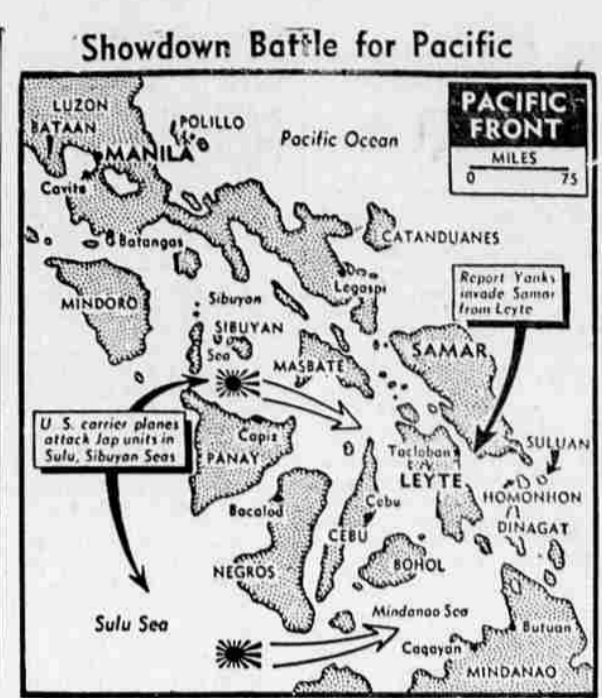 Showdown Battle for Pacific
LUZON
BATAAN
POLILLO
Pacific Ocean
PACIFIC
FRONT
MILES
0 75
MANILA
Cavite
Batangas
CATANDUANES
Legaspi
MINDORO
Sibuyan
SIBUYAN
Sea
MASBATE
Report Yanks
invade Samar
from Leyte
SAMAR
U. S. carrier planes
attack Jap units in
Sulu, Sibuyan Seas
Capiz
PANAY
Tacloban
LEYTE
SULUAN
HOMONHON
DINAGAT
Bacolod
Cebu
CEBU
NEGROS
BOHOL
Sulu Sea
Mindanao Sea
Butuan
Cagayan
MINDANAO